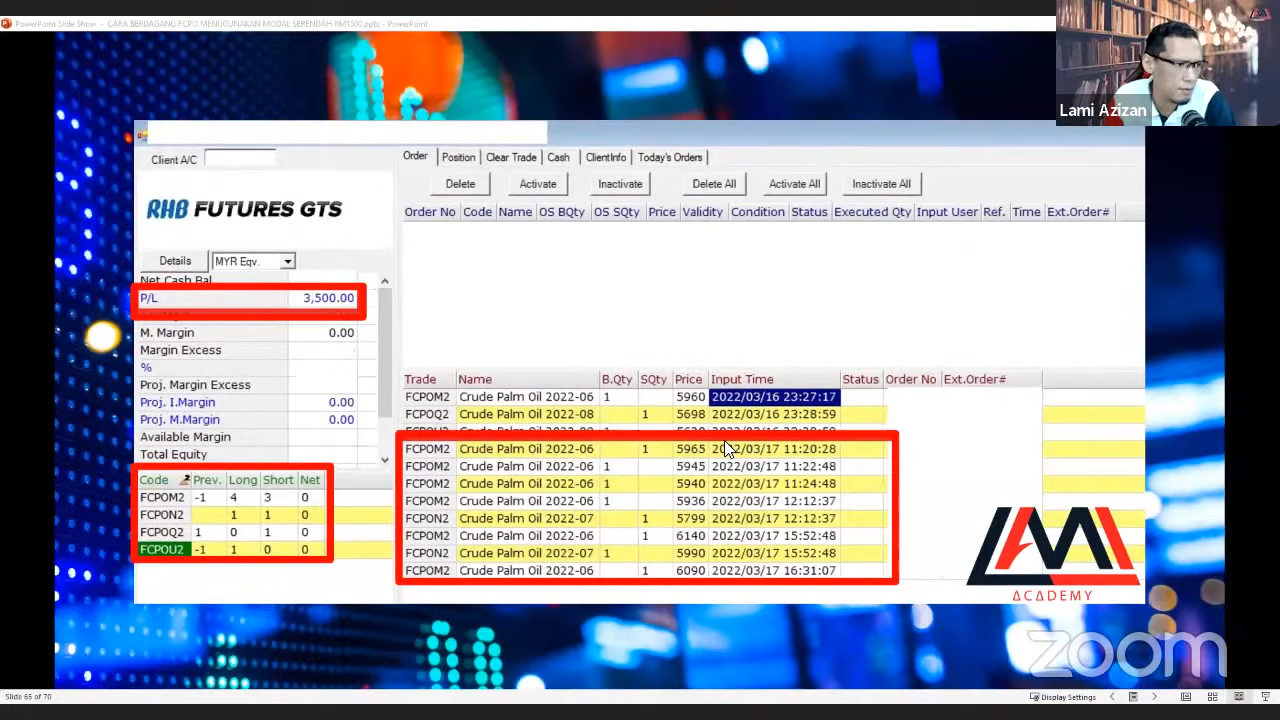 PowerPoint Slide Show - CARA BERDAGANG FCPO MENGGUNAKAN MODAL SERENDAH RM1500.pptx - PowerPoint
Lami Azizan
Client A/C
RHB FUTURES GTS
Details MYR Eqv.
Net Cash Bal
P/L 3,500.00
M. Margin 0.00
Margin Excess
%
Proj. Margin Excess
Proj. I.Margin 0.00
Proj. M.Margin 0.00
Available Margin
Total Equity
Code Prev. Long Short Net
FCPOM2 -1 4 3 0
FCPON2 1 1 0
FCPOQ2 1 0 1 0
FCPOU2 -1 1 0 0
Order Position Clear Trade Cash ClientInfo Today's Orders
Delete Activate Inactivate Delete All Activate All Inactivate All
Order No Code Name OS BQty OS SQty Price Validity Condition Status Executed Qty Input User Ref. Time Ext.Order#
Trade Name B.Qty SQty Price Input Time Status Order No Ext.Order#
FCPOM2 Crude Palm Oil 2022-06 1 5960 2022/03/16 23:27:17
FCPOQ2 Crude Palm Oil 2022-08 1 5698 2022/03/16 23:28:59
FCPOM2 Crude Palm Oil 2022-06 1 5965 2022/03/17 11:20:28
FCPOM2 Crude Palm Oil 2022-06 1 5945 2022/03/17 11:22:48
FCPOM2 Crude Palm Oil 2022-06 1 5940 2022/03/17 11:24:48
FCPOM2 Crude Palm Oil 2022-06 1 5936 2022/03/17 12:12:37
FCPON2 Crude Palm Oil 2022-07 1 5799 2022/03/17 12:12:37
FCPOM2 Crude Palm Oil 2022-06 1 6140 2022/03/17 15:52:48
FCPON2 Crude Palm Oil 2022-07 1 5990 2022/03/17 15:52:48
FCPOM2 Crude Palm Oil 2022-06 1 6090 2022/03/17 16:31:07
ACADEMY
zoom
Slide 65 of 70
Display Settings